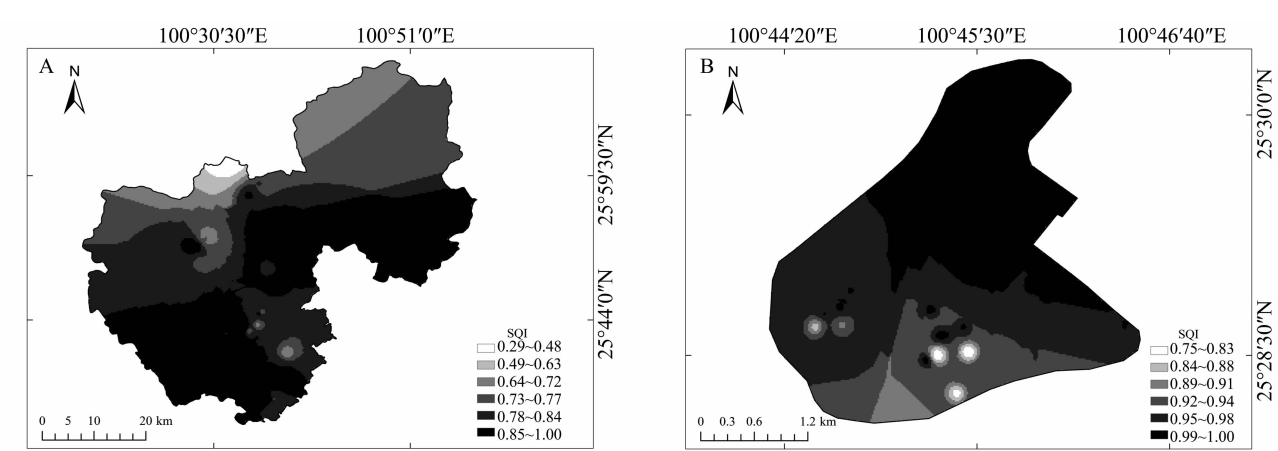 100°30′30″E 100°51′0″E
A
N
25°59′30″N
25°44′0″N
SQI
0.29~0.48
0.49~0.63
0.64~0.72
0.73~0.77
0.78~0.84
0.85~1.00
0 5 10 20 km
100°44′20″E 100°45′30″E 100°46′40″E
B
N
25°30′0″N
25°28′30″N
SQI
0.75~0.83
0.84~0.88
0.89~0.91
0.92~0.94
0.95~0.98
0.99~1.00
0 0.3 0.6 1.2 km